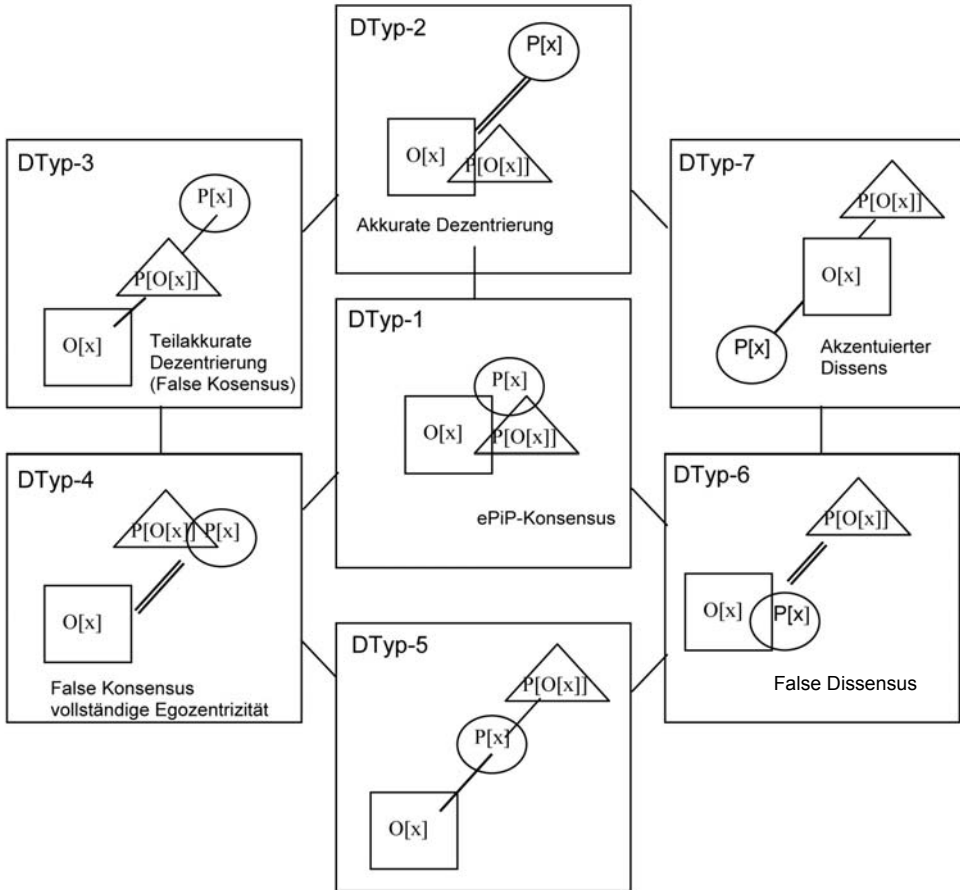 DTyp-2
P[x]
O[x]
P[O[x]]
Akkurate Dezentrierung
DTyp-3
P[x]
P[O[x]]
O[x]
Teilakkurate
Dezentrierung
(False Kosensus)
DTyp-7
P[O[x]]
O[x]
P[x]
Akzentuierter
Dissens
DTyp-1
P[x]
O[x]
P[O[x]]
ePiP-Konsensus
DTyp-4
P[O[x]] P[x]
O[x]
False Konsensus
vollständige Egozentrizität
DTyp-6
P[O[x]]
O[x]
P[x]
False Dissensus
DTyp-5
P[O[x]]
P[x]
O[x]